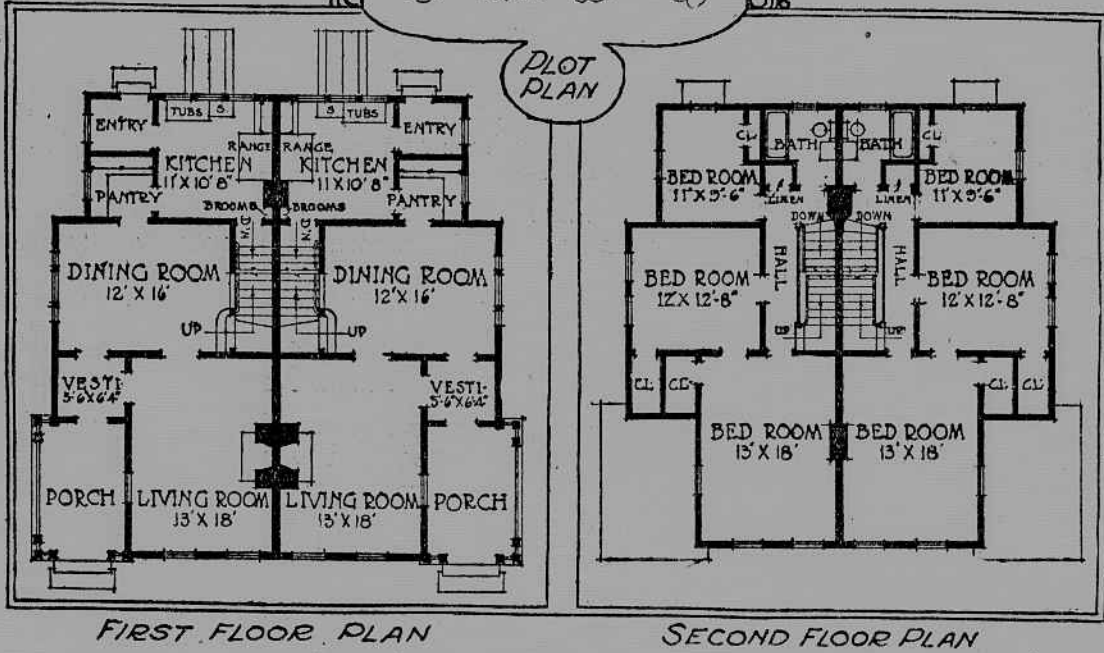 PLOT
PLAN
TUBS S. S TUBS
ENTRY ENTRY
RANGE RANGE
KITCHEN KITCHEN
11'X10'8" 11X10'8"
PANTRY PANTRY
BROOMS BROOMS
D'N D'N
DINING ROOM DINING ROOM
12'X16' 12'X16'
UP UP
VESTI- VESTI-
5'-6"X6'4" 5'-6"X6'4"
PORCH LIVING ROOM LIVING ROOM PORCH
13'X18' 13'X18'
FIRST FLOOR PLAN
CL. BATH BATH CL.
BED ROOM BED ROOM
11'X9'-6" 11'X9'-6"
LINEN LINEN
DOWN DOWN
HALL HALL
BED ROOM BED ROOM
12'X12'-8" 12'X12'-8"
UP UP
CL. CL. CL. CL.
BED ROOM BED ROOM
13'X18' 13'X18'
SECOND FLOOR PLAN